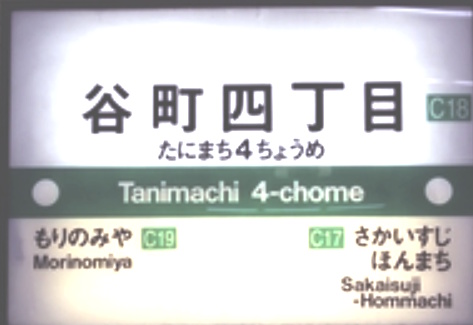 谷町四丁目 C18
たにまち4ちょうめ
Tanimachi 4-chome
もりのみや C19
Morinomiya
C17 さかいすじ
ほんまち
Sakaisuji
-Hommachi